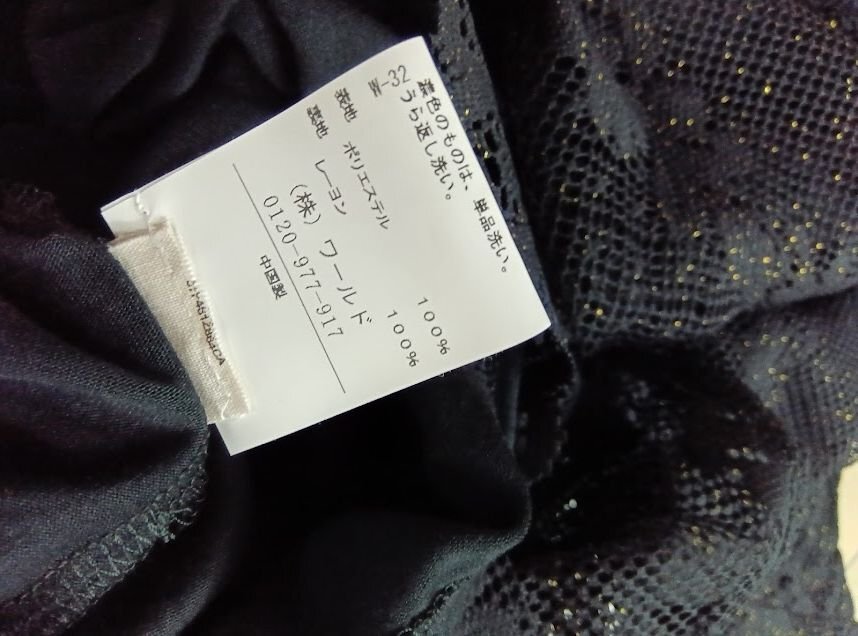 濃色のものは、単品洗い。
うら返し洗い。
W-32
表地 ポリエステル 100%
裏地 レーヨン 100%
(株) ワールド
0120-977-917
中国製